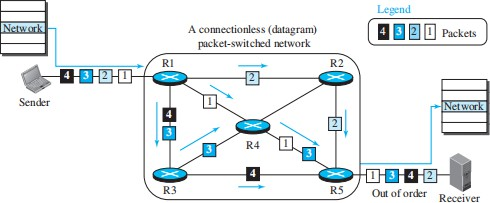 Legend
4 3 2 1 Packets
Network
A connectionless (datagram)
packet-switched network
R1
R2
Sender
4 3 2 1
2
1
4
3
2
Network
R4
3
1
3
R3
4
R5
1 3 4 2
Out of order
Receiver